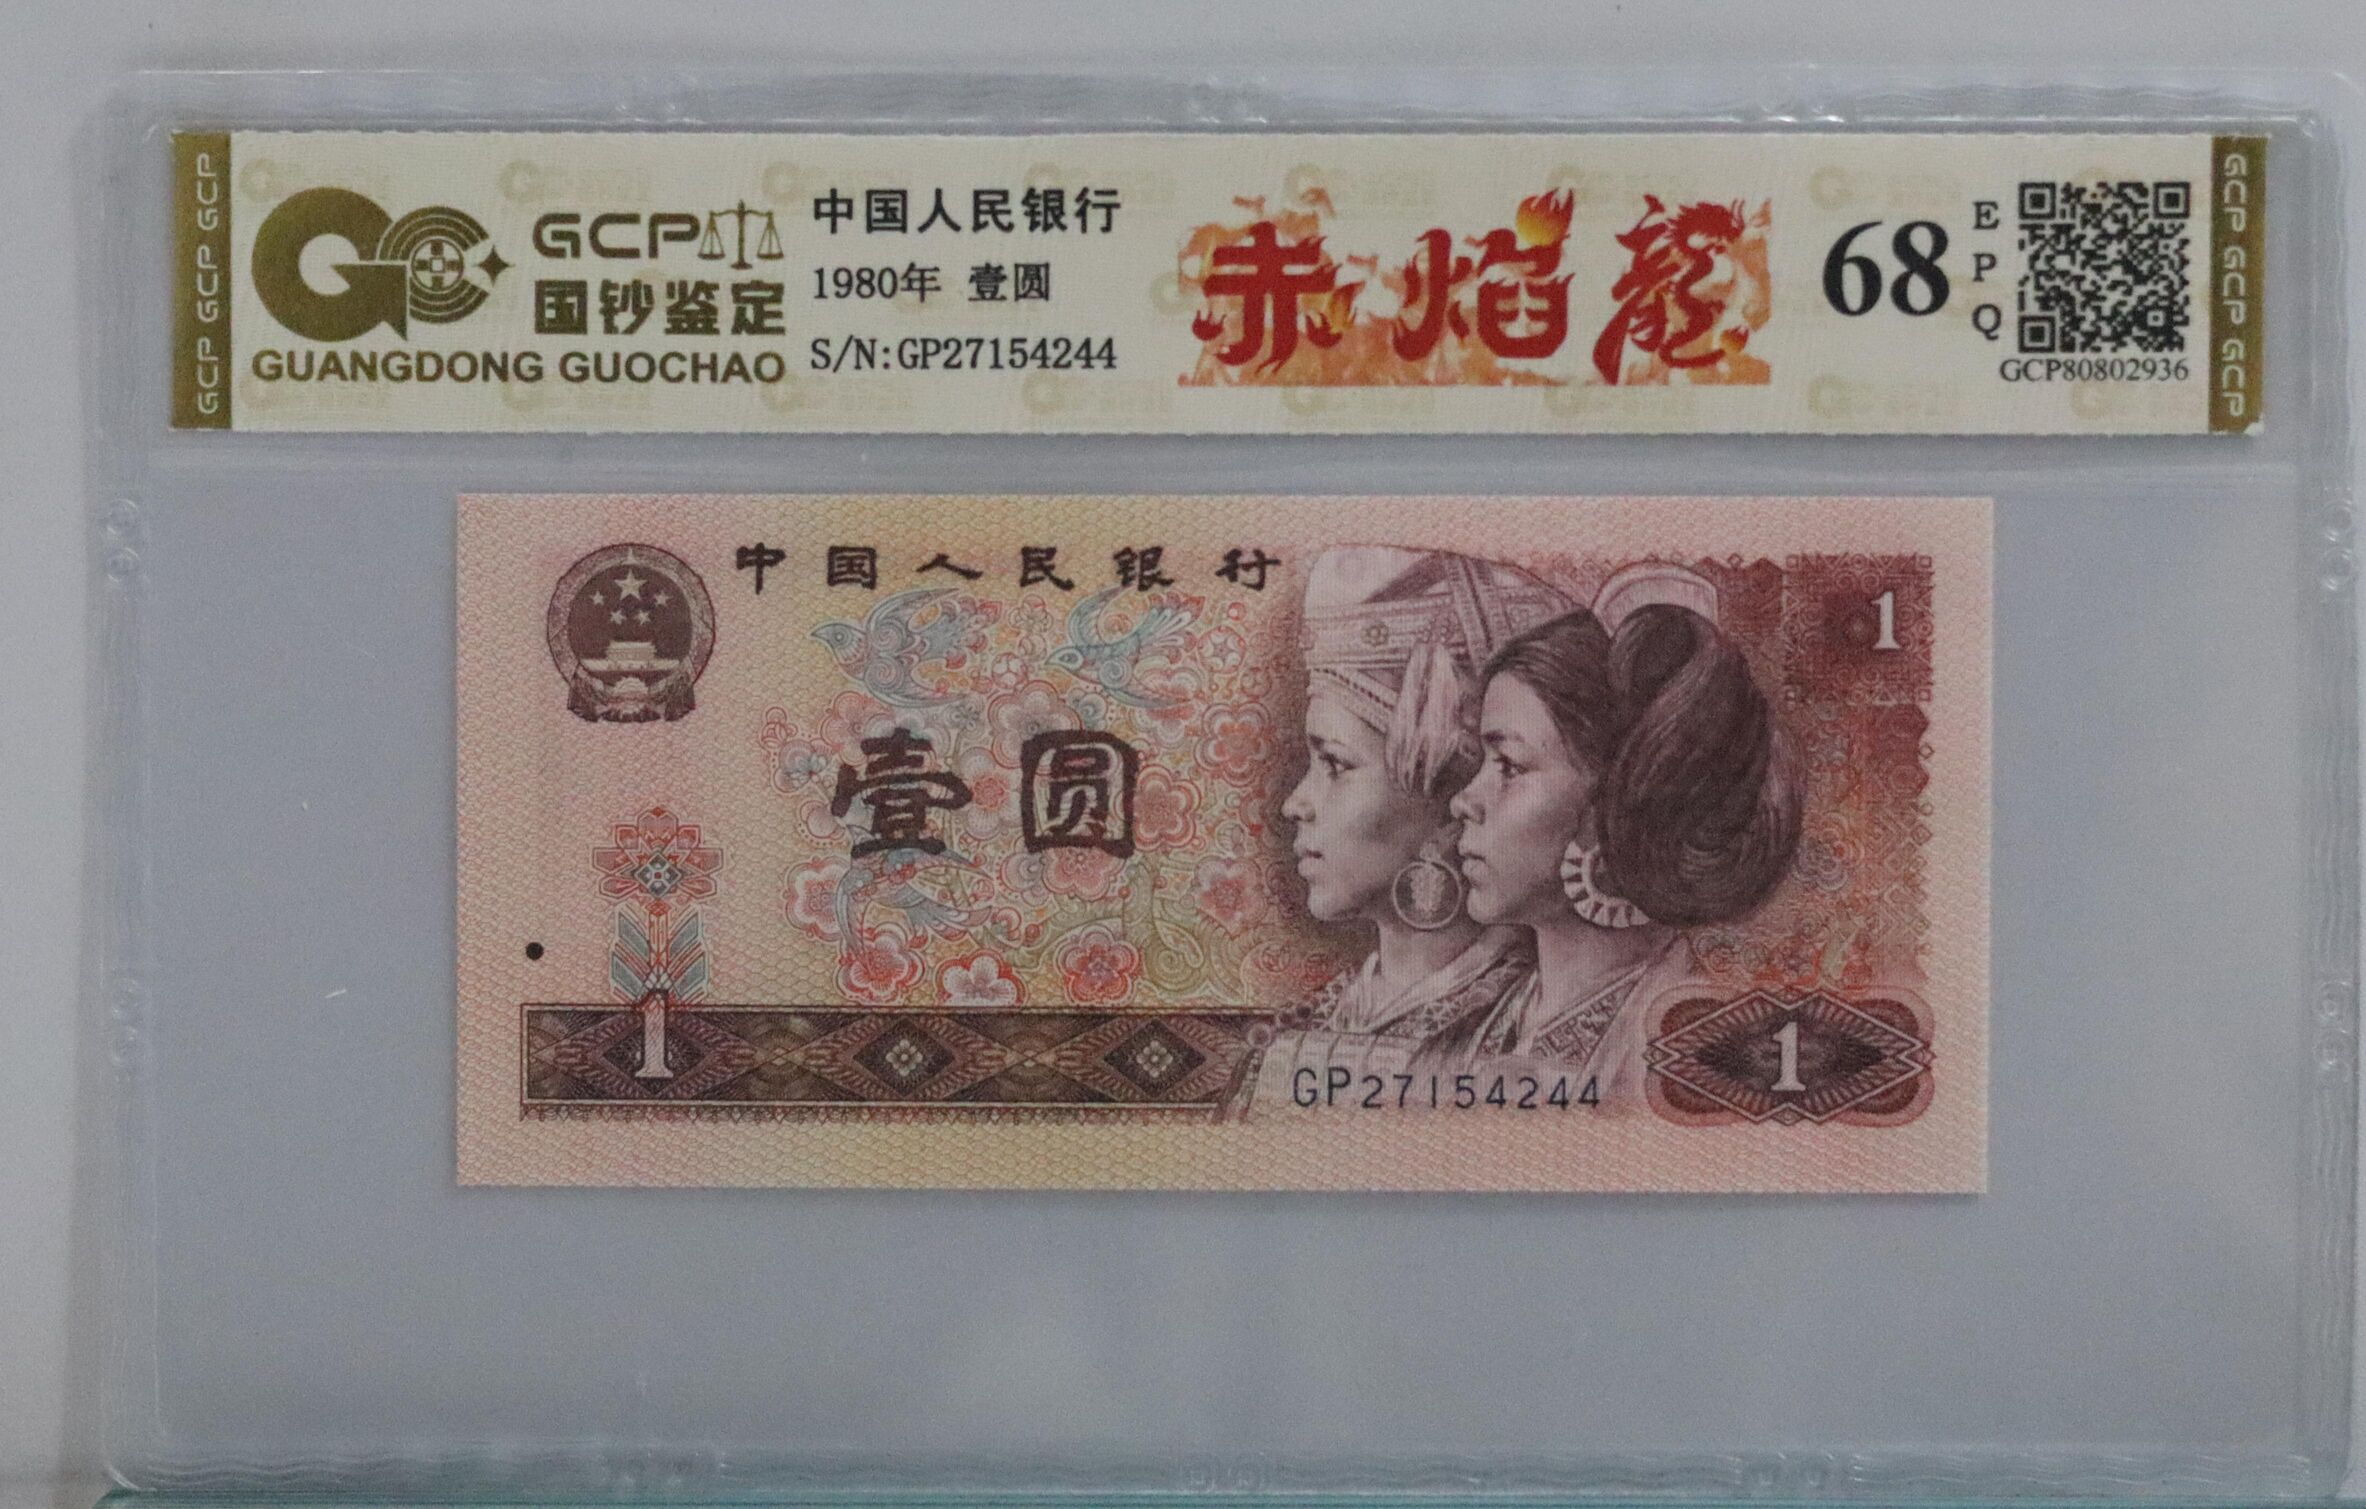 GCP GCP GCP
GCP
国钞鉴定
GUANGDONG GUOCHAO
中国人民银行
1980年 壹圆
S/N:GP27154244
赤焰龍
68
EPQ
GCP80802936
GCP GCP GCP
中国人民银行
1
壹圆
1
GP27154244
1